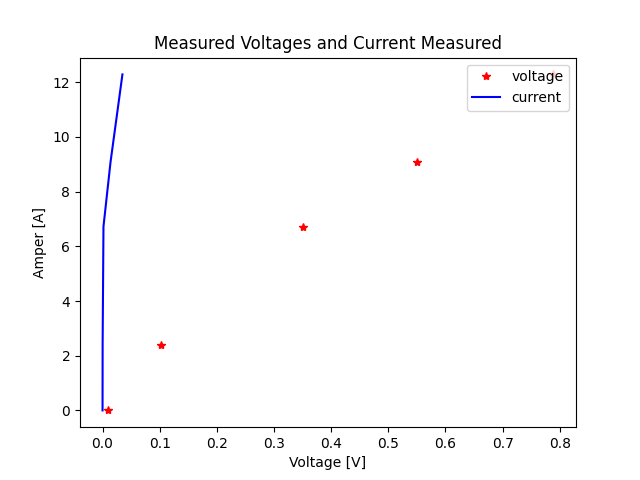 Measured Voltages and Current Measured
voltage
current
12
10
8
6
4
2
0
Amper [A]
0.0 0.1 0.2 0.3 0.4 0.5 0.6 0.7 0.8
Voltage [V]